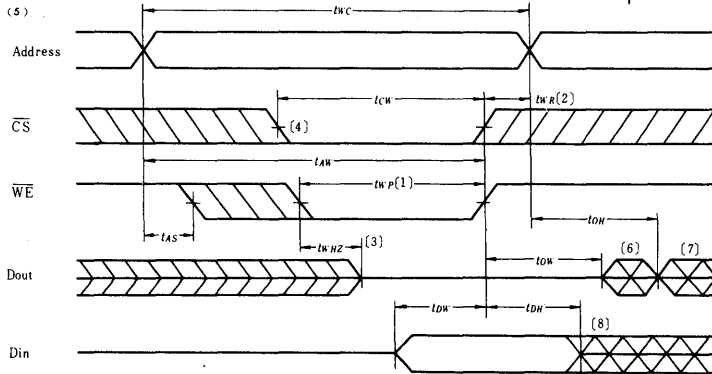 (5)
tWC
Address
tCW
tWR(2)
CS
(4)
tAW
WE
tWP(1)
tAS
tWHZ
(3)
tOH
tOW
(6)
(7)
Dout
tDW
tDH
(8)
Din